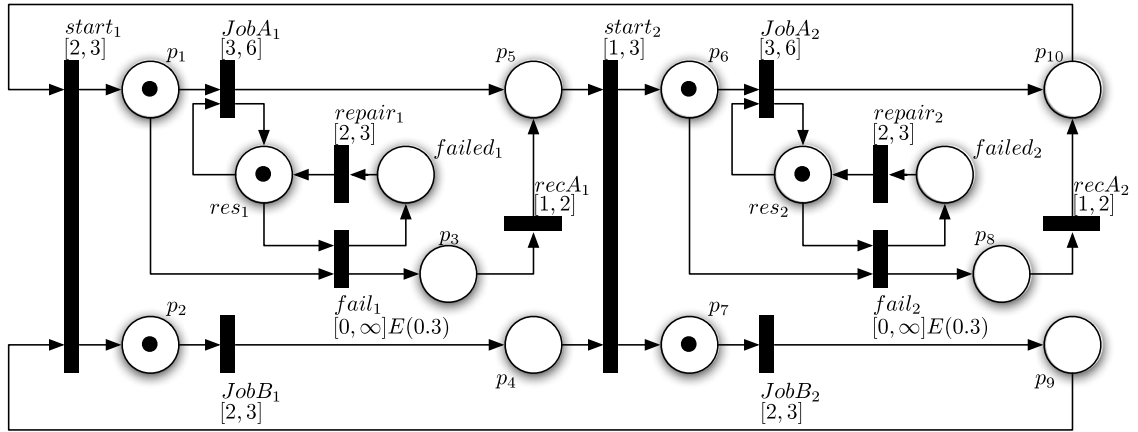 start₁
[2, 3]
p₁
JobA₁
[3, 6]
p₅
start₂
[1, 3]
p₆
JobA₂
[3, 6]
p₁₀
repair₁
[2, 3]
failed₁
repair₂
[2, 3]
failed₂
res₁
recA₁
[1, 2]
res₂
recA₂
[1, 2]
p₃
p₈
fail₁
[0, ∞]E(0.3)
fail₂
[0, ∞]E(0.3)
p₂
p₇
JobB₁
[2, 3]
p₄
JobB₂
[2, 3]
p₉